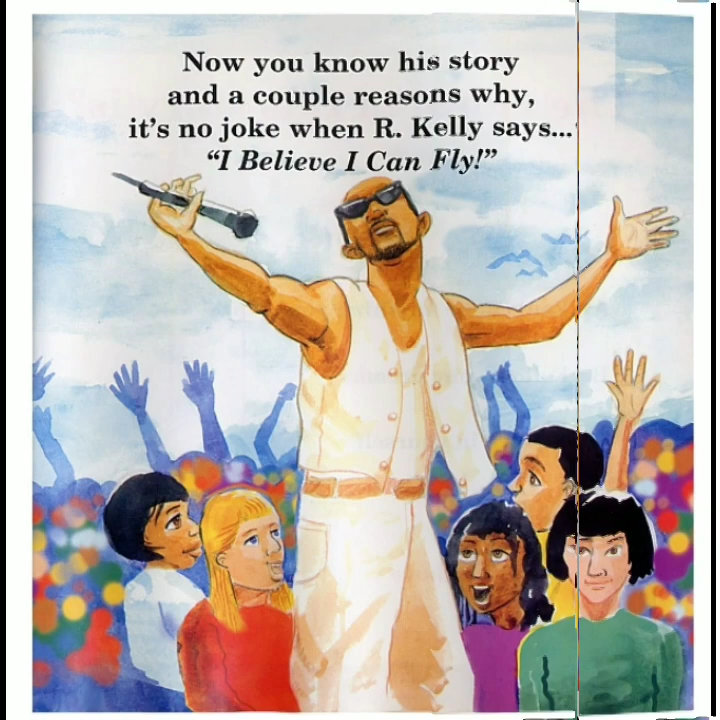 Now you know his story
and a couple reasons why,
it's no joke when R. Kelly says...
“I Believe I Can Fly!”